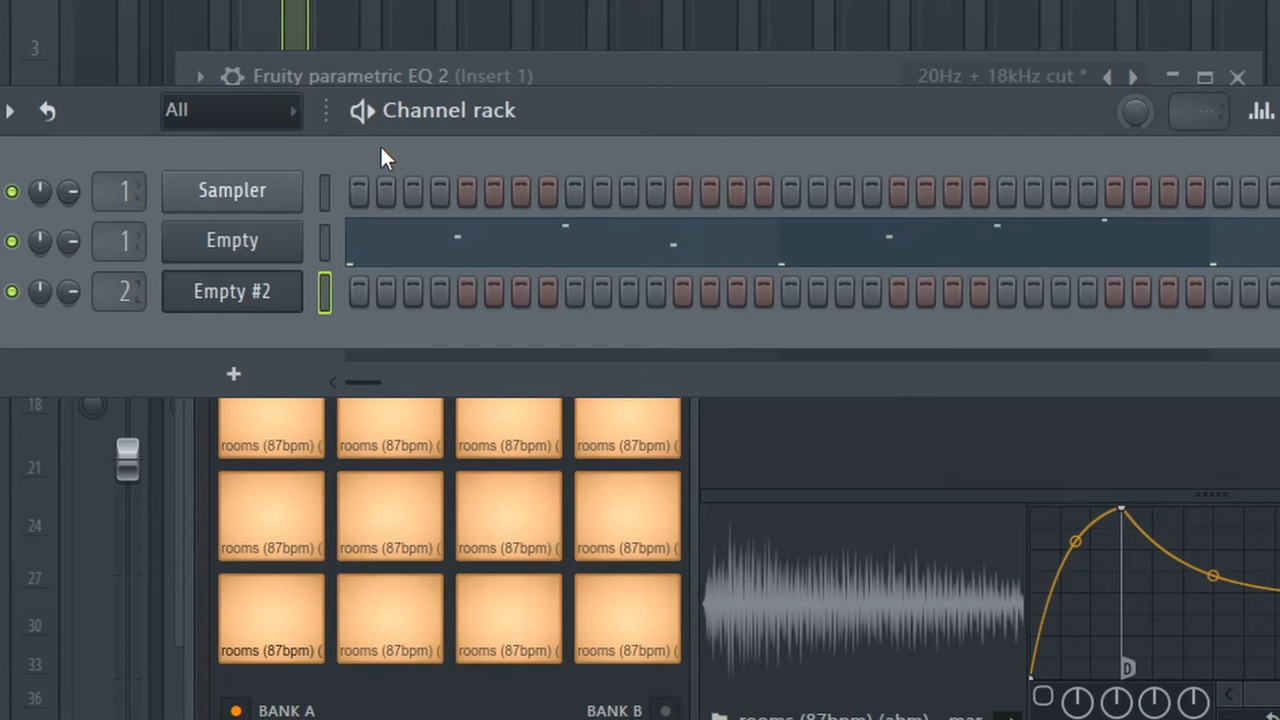 3
Fruity parametric EQ 2 (Insert 1)
20Hz + 18kHz cut *
All
Channel rack
1
Sampler
1
Empty
2
Empty #2
18
21
24
27
30
33
36
rooms (87bpm) ( rooms (87bpm) ( rooms (87bpm) ( rooms (87bpm) (
rooms (87bpm) ( rooms (87bpm) ( rooms (87bpm) ( rooms (87bpm) (
rooms (87bpm) ( rooms (87bpm) ( rooms (87bpm) ( rooms (87bpm) (
D
BANK A
BANK B
rooms (87bpm)